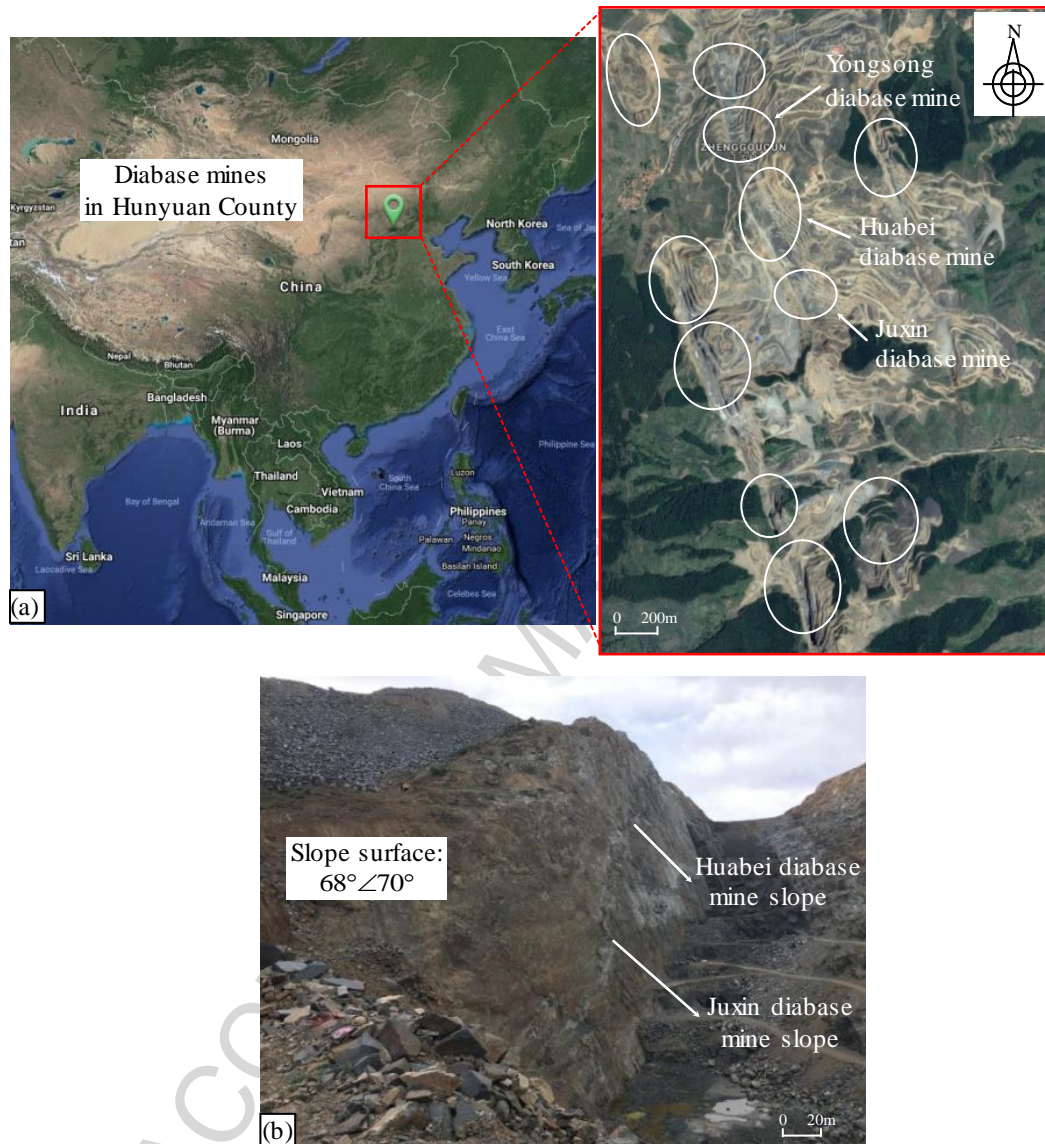 Mongolia
Diabase mines
in Hunyuan County
Kyrgyzstan
North Korea
Sea of
South Korea
Yellow Sea
China
East
China Sea
Nepal
Bhutan
Bangladesh
India
Myanmar
(Burma)
Laos
Bay of Bengal
Thailand
Vietnam
South
China Sea
Luzon
Philippine Sea
Andaman Sea
Cambodia
Philippines
Gulf of
Thailand
Panay
Negros
Palawan
Mindanao
Basilan Island
Sri Lanka
Laccadive Sea
Malaysia
Celebes Sea
Singapore
(a)
N
Yongsong
diabase mine
ZHENGGOUCUN
Huabei
diabase mine
Juxin
diabase mine
0 200m
Slope surface:
68°∠70°
Huabei diabase
mine slope
Juxin diabase
mine slope
(b)
0 20m